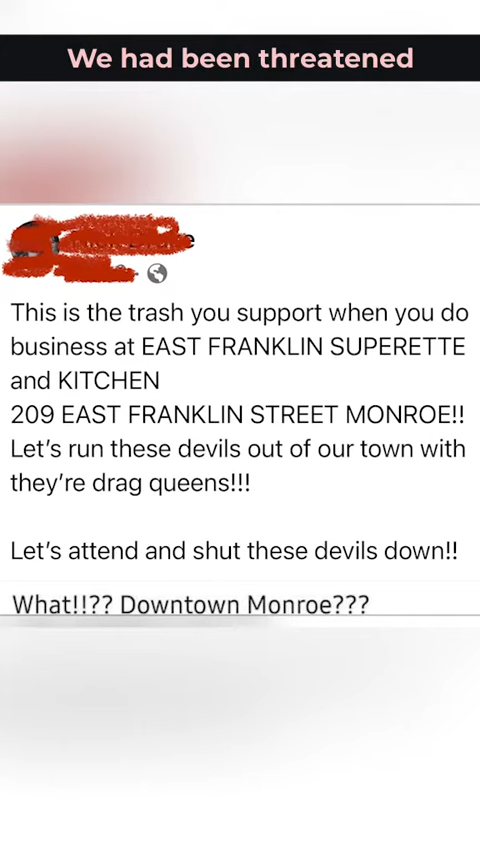 We had been threatened
This is the trash you support when you do
business at EAST FRANKLIN SUPERETTE
and KITCHEN
209 EAST FRANKLIN STREET MONROE!!
Let’s run these devils out of our town with
they’re drag queens!!!
Let’s attend and shut these devils down!!
What!!?? Downtown Monroe???